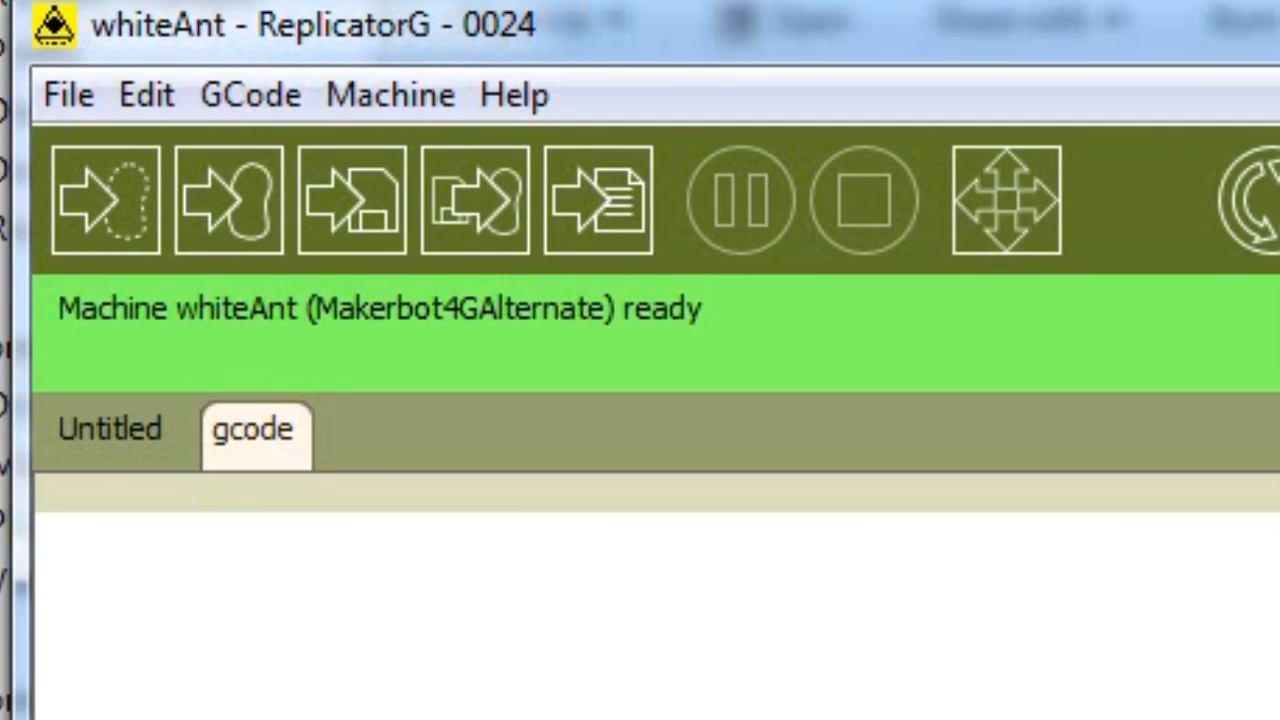 whiteAnt - ReplicatorG - 0024
File Edit GCode Machine Help
Machine whiteAnt (Makerbot4GAlternate) ready
Untitled gcode